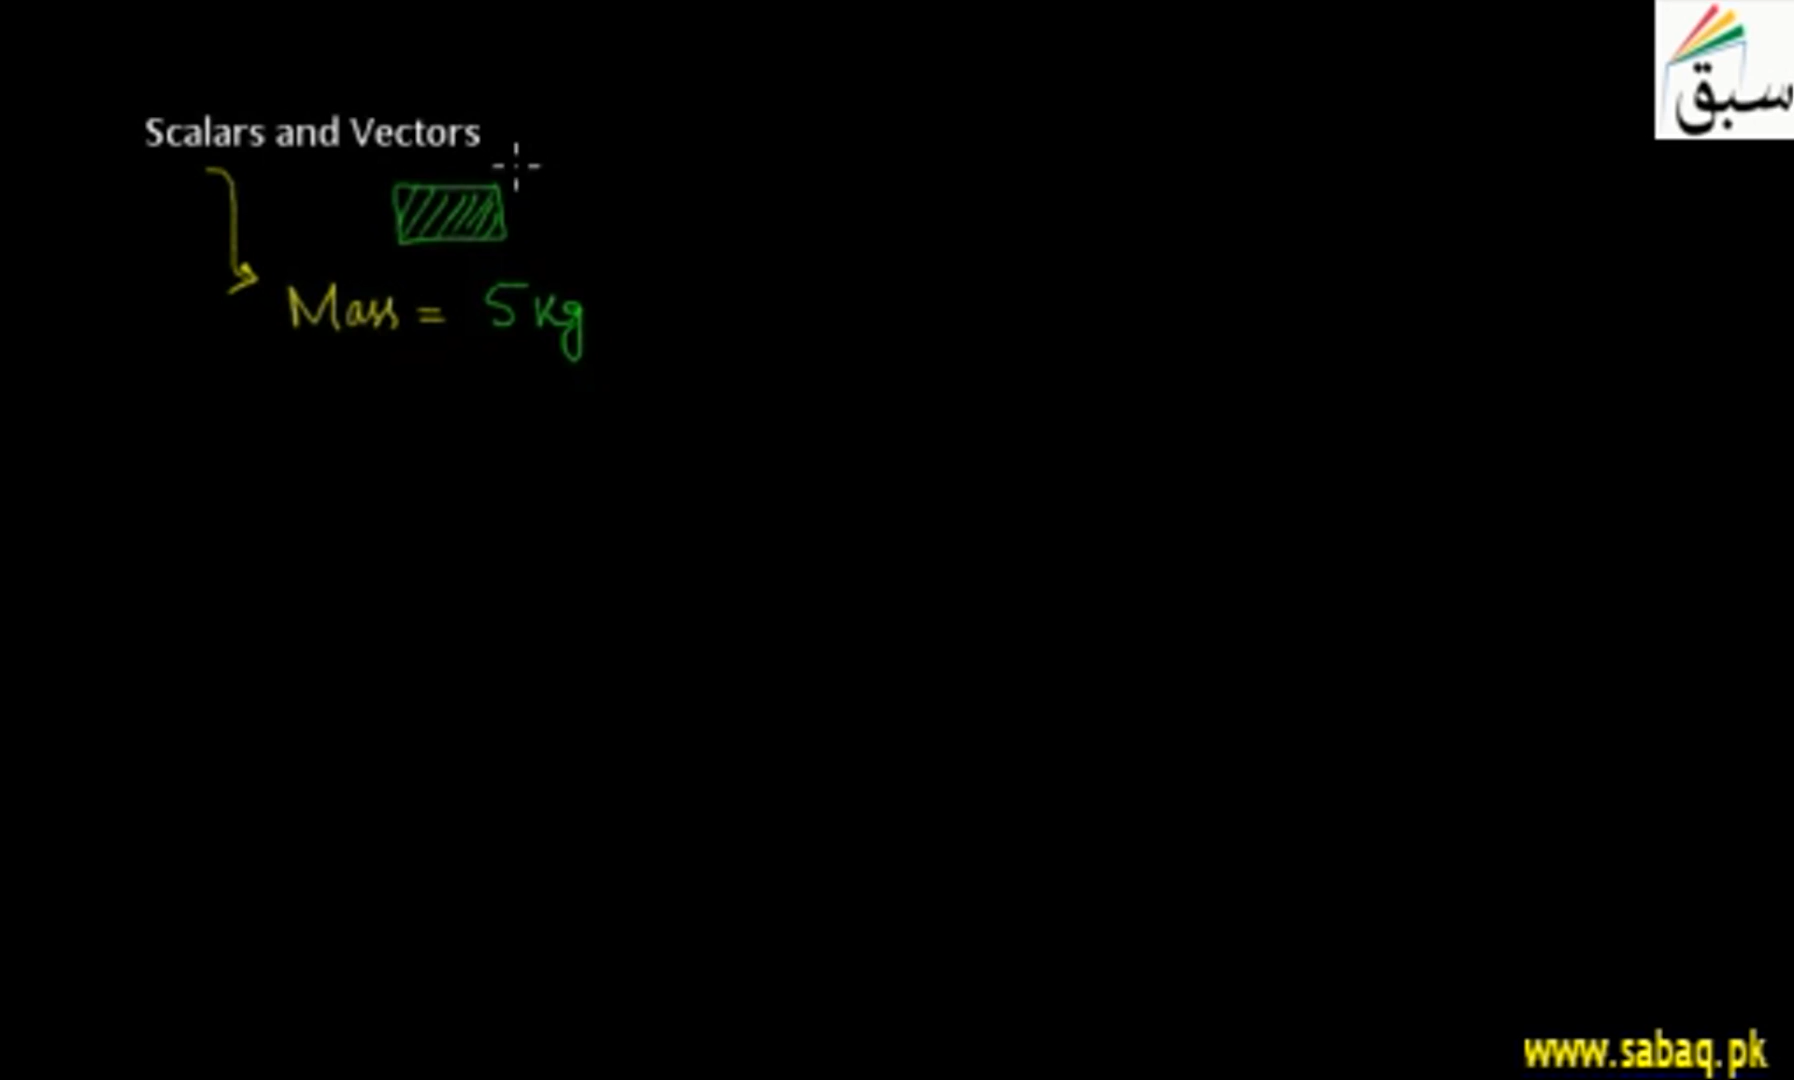 سبق
Scalars and Vectors
Mass = 5 kg
www.sabaq.pk